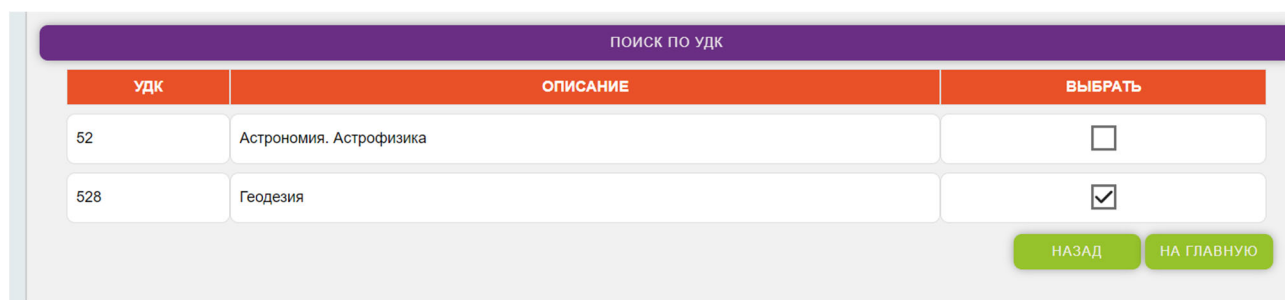 ПОИСК ПО УДК
УДК ОПИСАНИЕ ВЫБРАТЬ
52 Астрономия. Астрофизика
528 Геодезия
НАЗАД НА ГЛАВНУЮ